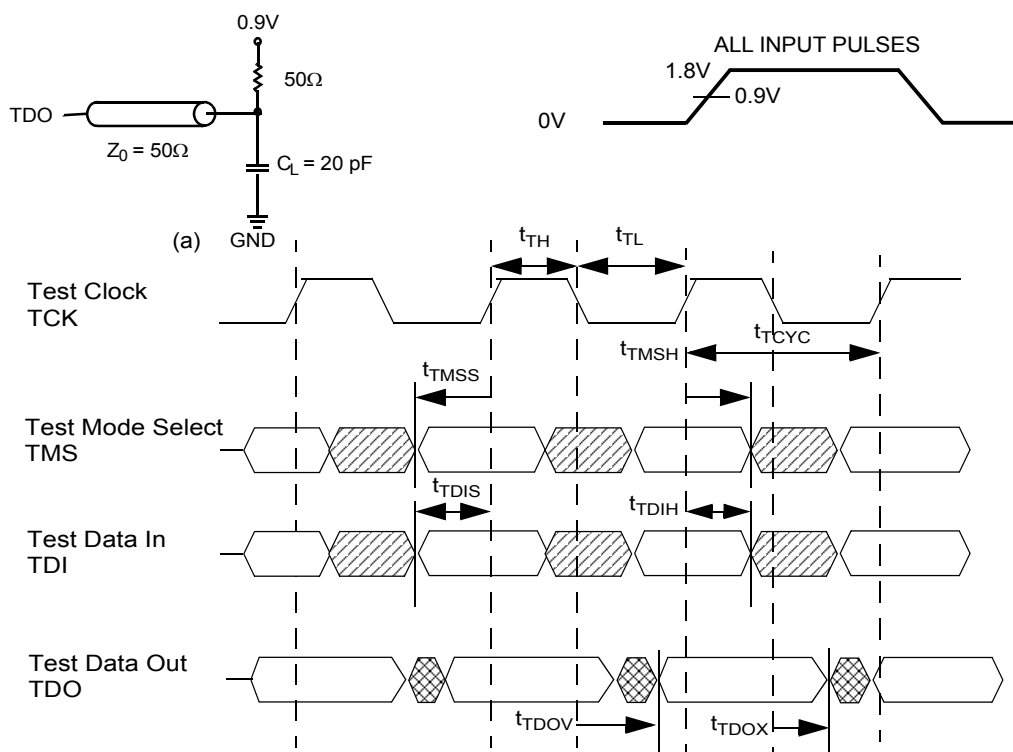 0.9V
50Ω
TDO
Z0 = 50Ω
CL = 20 pF
(a)
GND
ALL INPUT PULSES
1.8V
0.9V
0V
tTH
tTL
Test Clock
TCK
tTCYC
tTMSH
tTMSS
Test Mode Select
TMS
tTDIS
tTDIH
Test Data In
TDI
Test Data Out
TDO
tTDOV
tTDOX